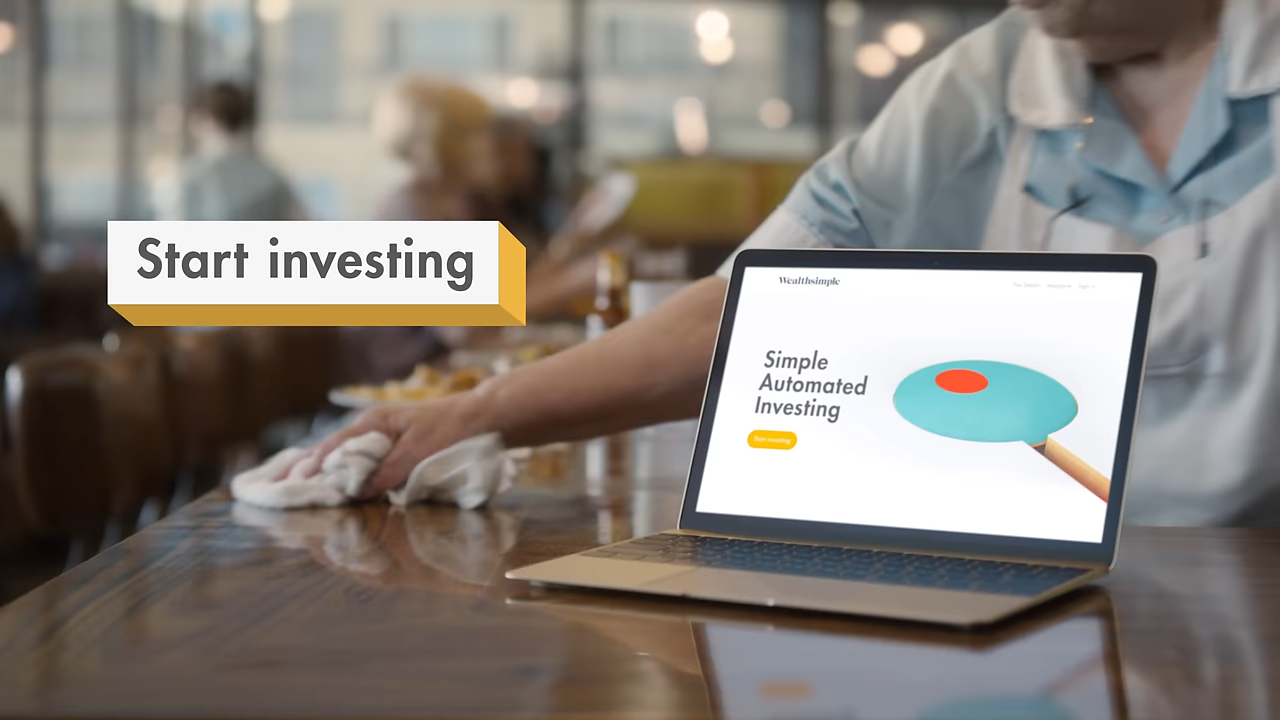 Start investing
Wealthsimple
Simple
Automated
Investing
Start investing